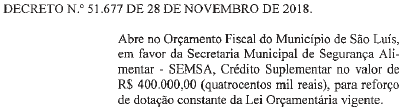 DECRETO N.º 51.677 DE 28 DE NOVEMBRO DE 2018.
Abre no Orçamento Fiscal do Município de São Luís,
em favor da Secretaria Municipal de Segurança Ali-
mentar - SEMSA, Crédito Suplementar no valor de
R$ 400.000,00 (quatrocentos mil reais), para reforço
de dotação constante da Lei Orçamentária vigente.